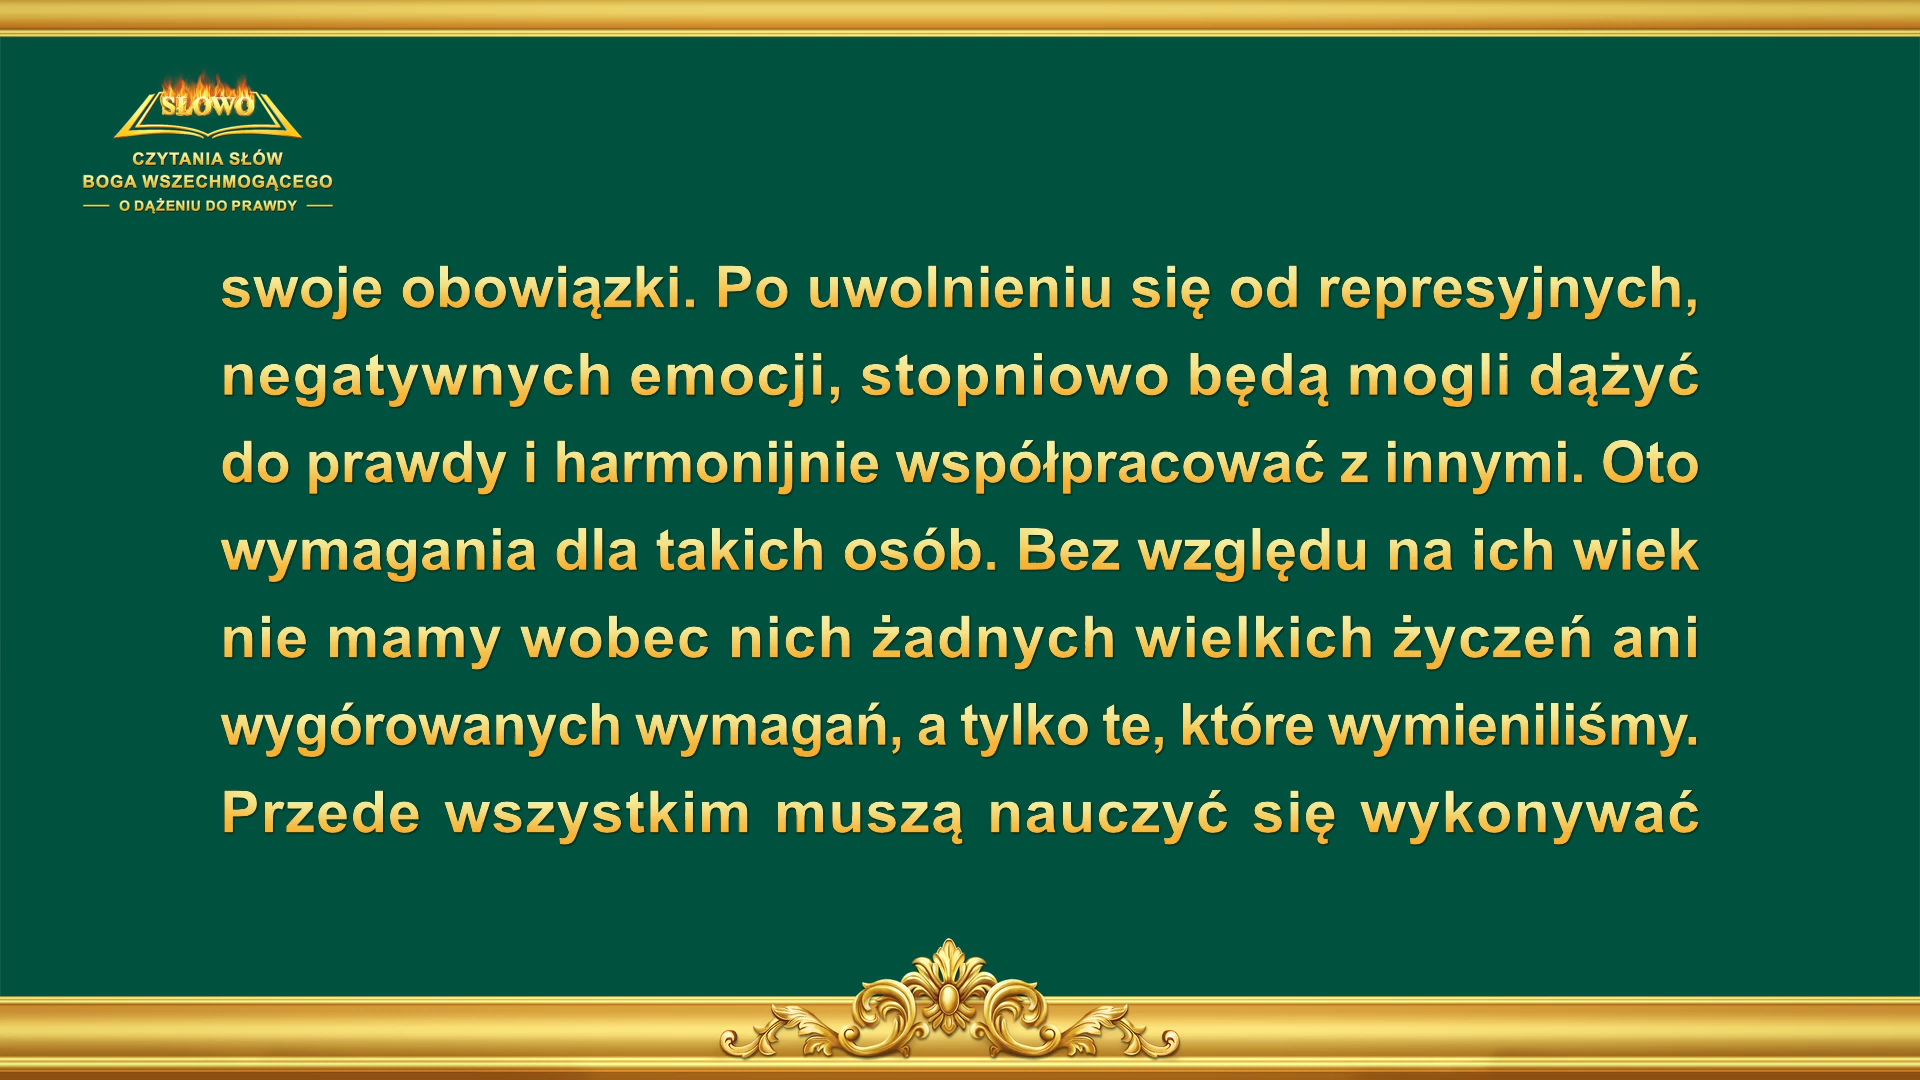 SŁOWO
CZYTANIA SŁÓW
BOGA WSZECHMOGĄCEGO
O DĄŻENIU DO PRAWDY
swoje obowiązki. Po uwolnieniu się od represyjnych,
negatywnych emocji, stopniowo będą mogli dążyć
do prawdy i harmonijnie współpracować z innymi. Oto
wymagania dla takich osób. Bez względu na ich wiek
nie mamy wobec nich żadnych wielkich życzeń ani
wygórowanych wymagań, a tylko te, które wymieniliśmy.
Przede wszystkim muszą nauczyć się wykonywać